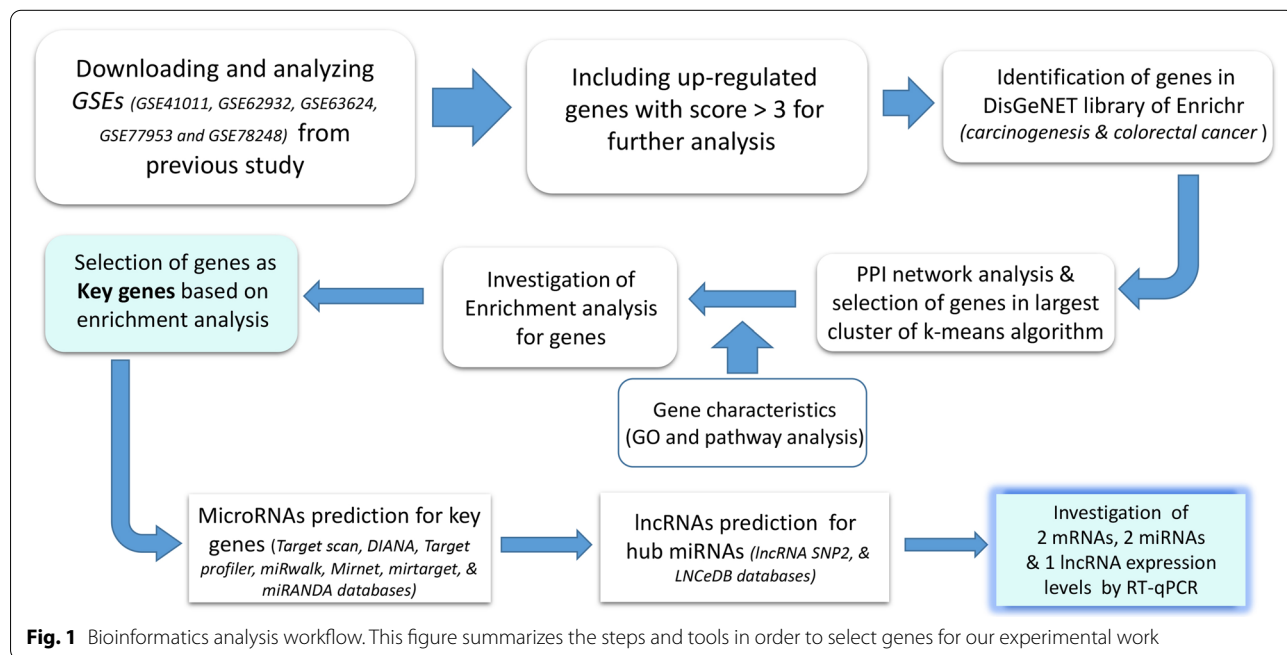 Downloading and analyzing
GSEs (GSE41011, GSE62932, GSE63624,
GSE77953 and GSE78248) from
previous study
Including up-regulated
genes with score > 3 for
further analysis
Identification of genes in
DisGeNET library of Enrichr
(carcinogenesis & colorectal cancer )
PPI network analysis &
selection of genes in largest
cluster of k-means algorithm
Investigation of
Enrichment analysis
for genes
Selection of genes as
Key genes based on
enrichment analysis
Gene characteristics
(GO and pathway analysis)
MicroRNAs prediction for key
genes (Target scan, DIANA, Target
profiler, miRwalk, Mirnet, mirtarget, &
miRANDA databases)
lncRNAs prediction for
hub miRNAs (lncRNA SNP2, &
LNCeDB databases)
Investigation of
2 mRNAs, 2 miRNAs
& 1 lncRNA expression
levels by RT-qPCR
Fig. 1 Bioinformatics analysis workflow. This figure summarizes the steps and tools in order to select genes for our experimental work